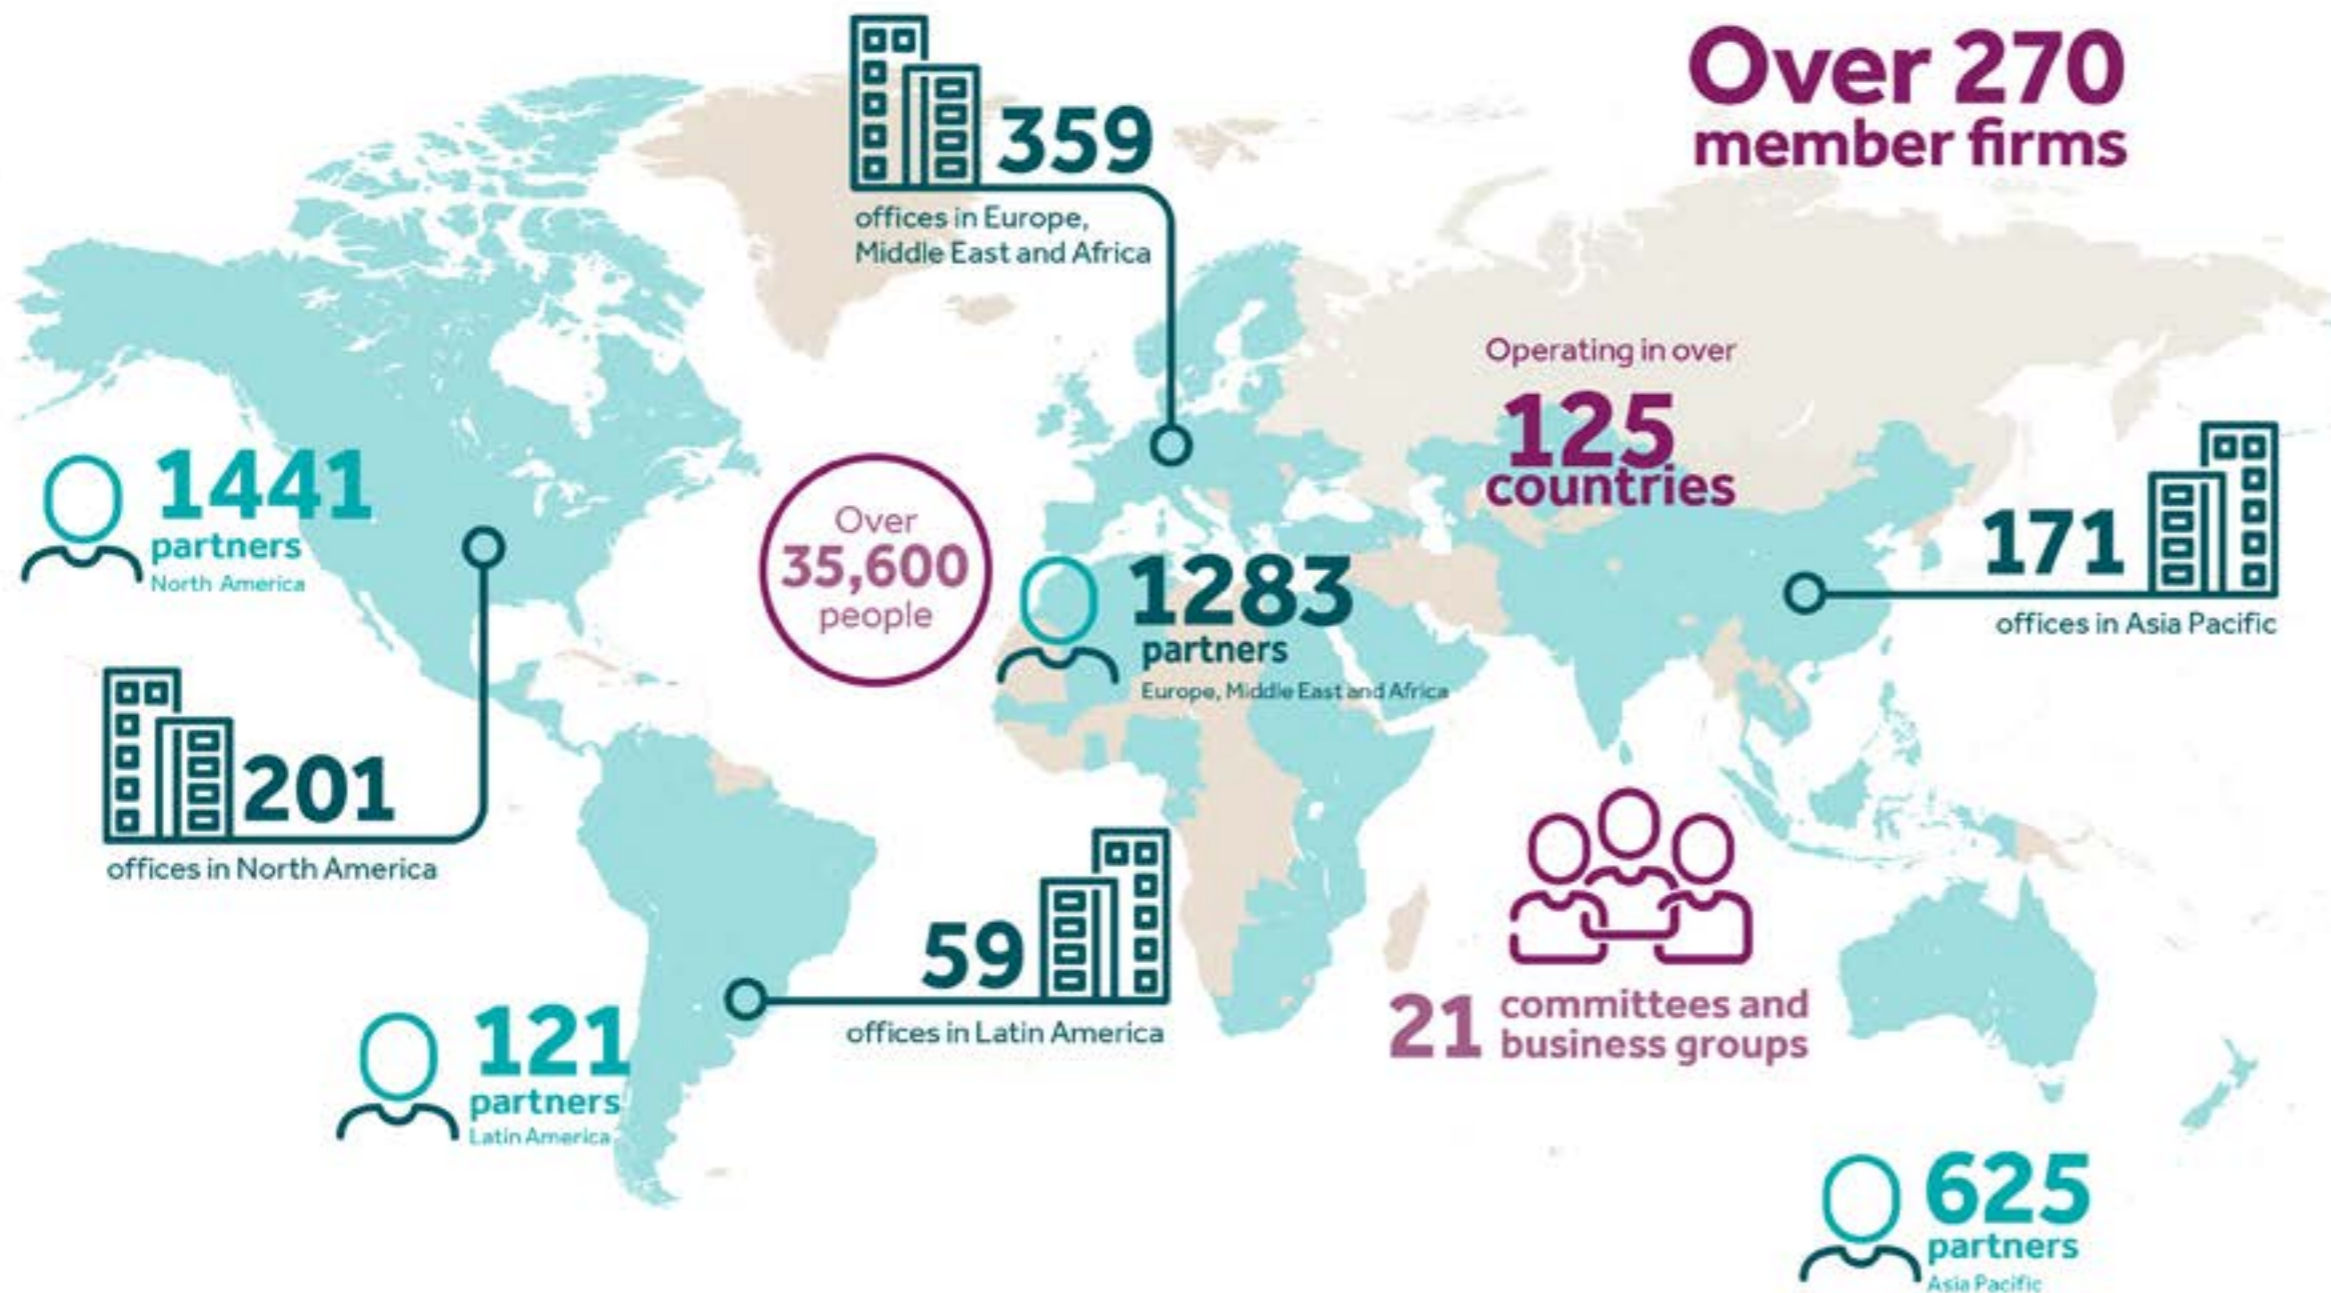 Over 270
member firms
359
offices in Europe,
Middle East and Africa
Operating in over
125
countries
1441
partners
North America
Over
35,600
people
1283
partners
Europe, Middle East and Africa
171
offices in Asia Pacific
201
offices in North America
59
offices in Latin America
21 committees and
business groups
121
partners
Latin America
625
partners
Asia Pacific